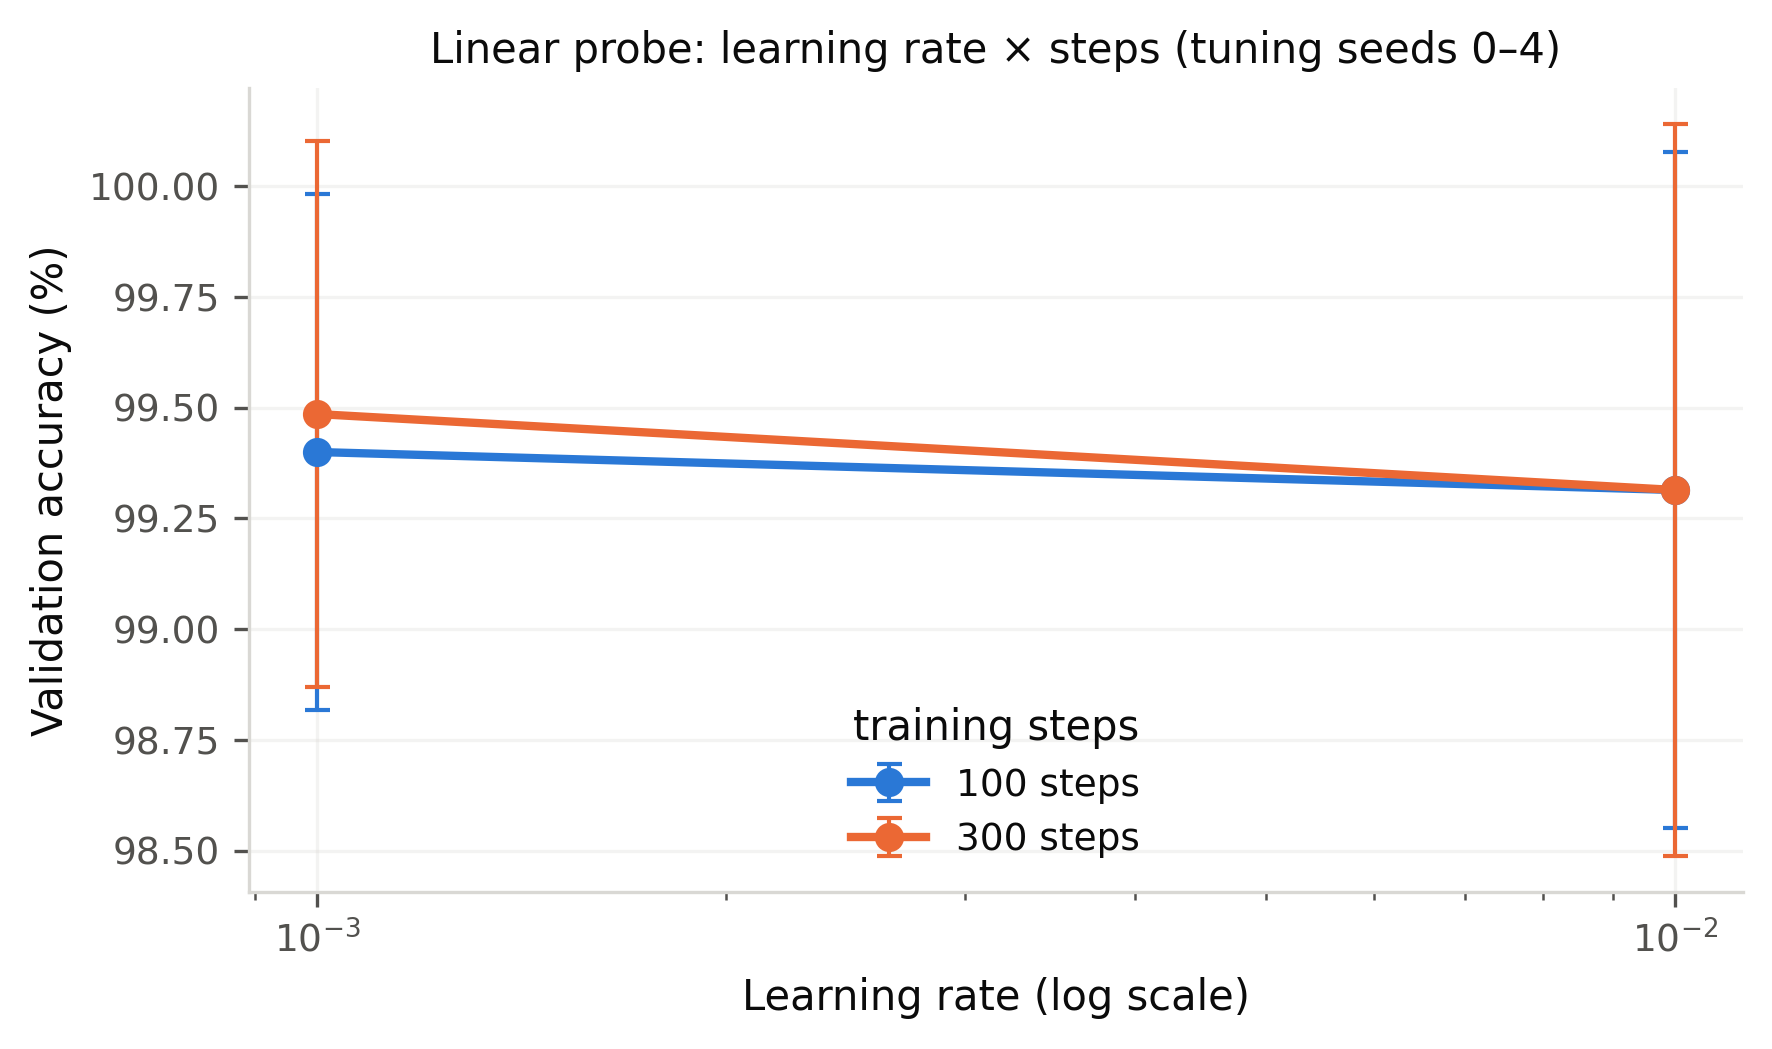 Linear probe: learning rate × steps (tuning seeds 0–4)
Validation accuracy (%)
100.00
99.75
99.50
99.25
99.00
98.75
98.50
training steps
100 steps
300 steps
10⁻³
10⁻²
Learning rate (log scale)